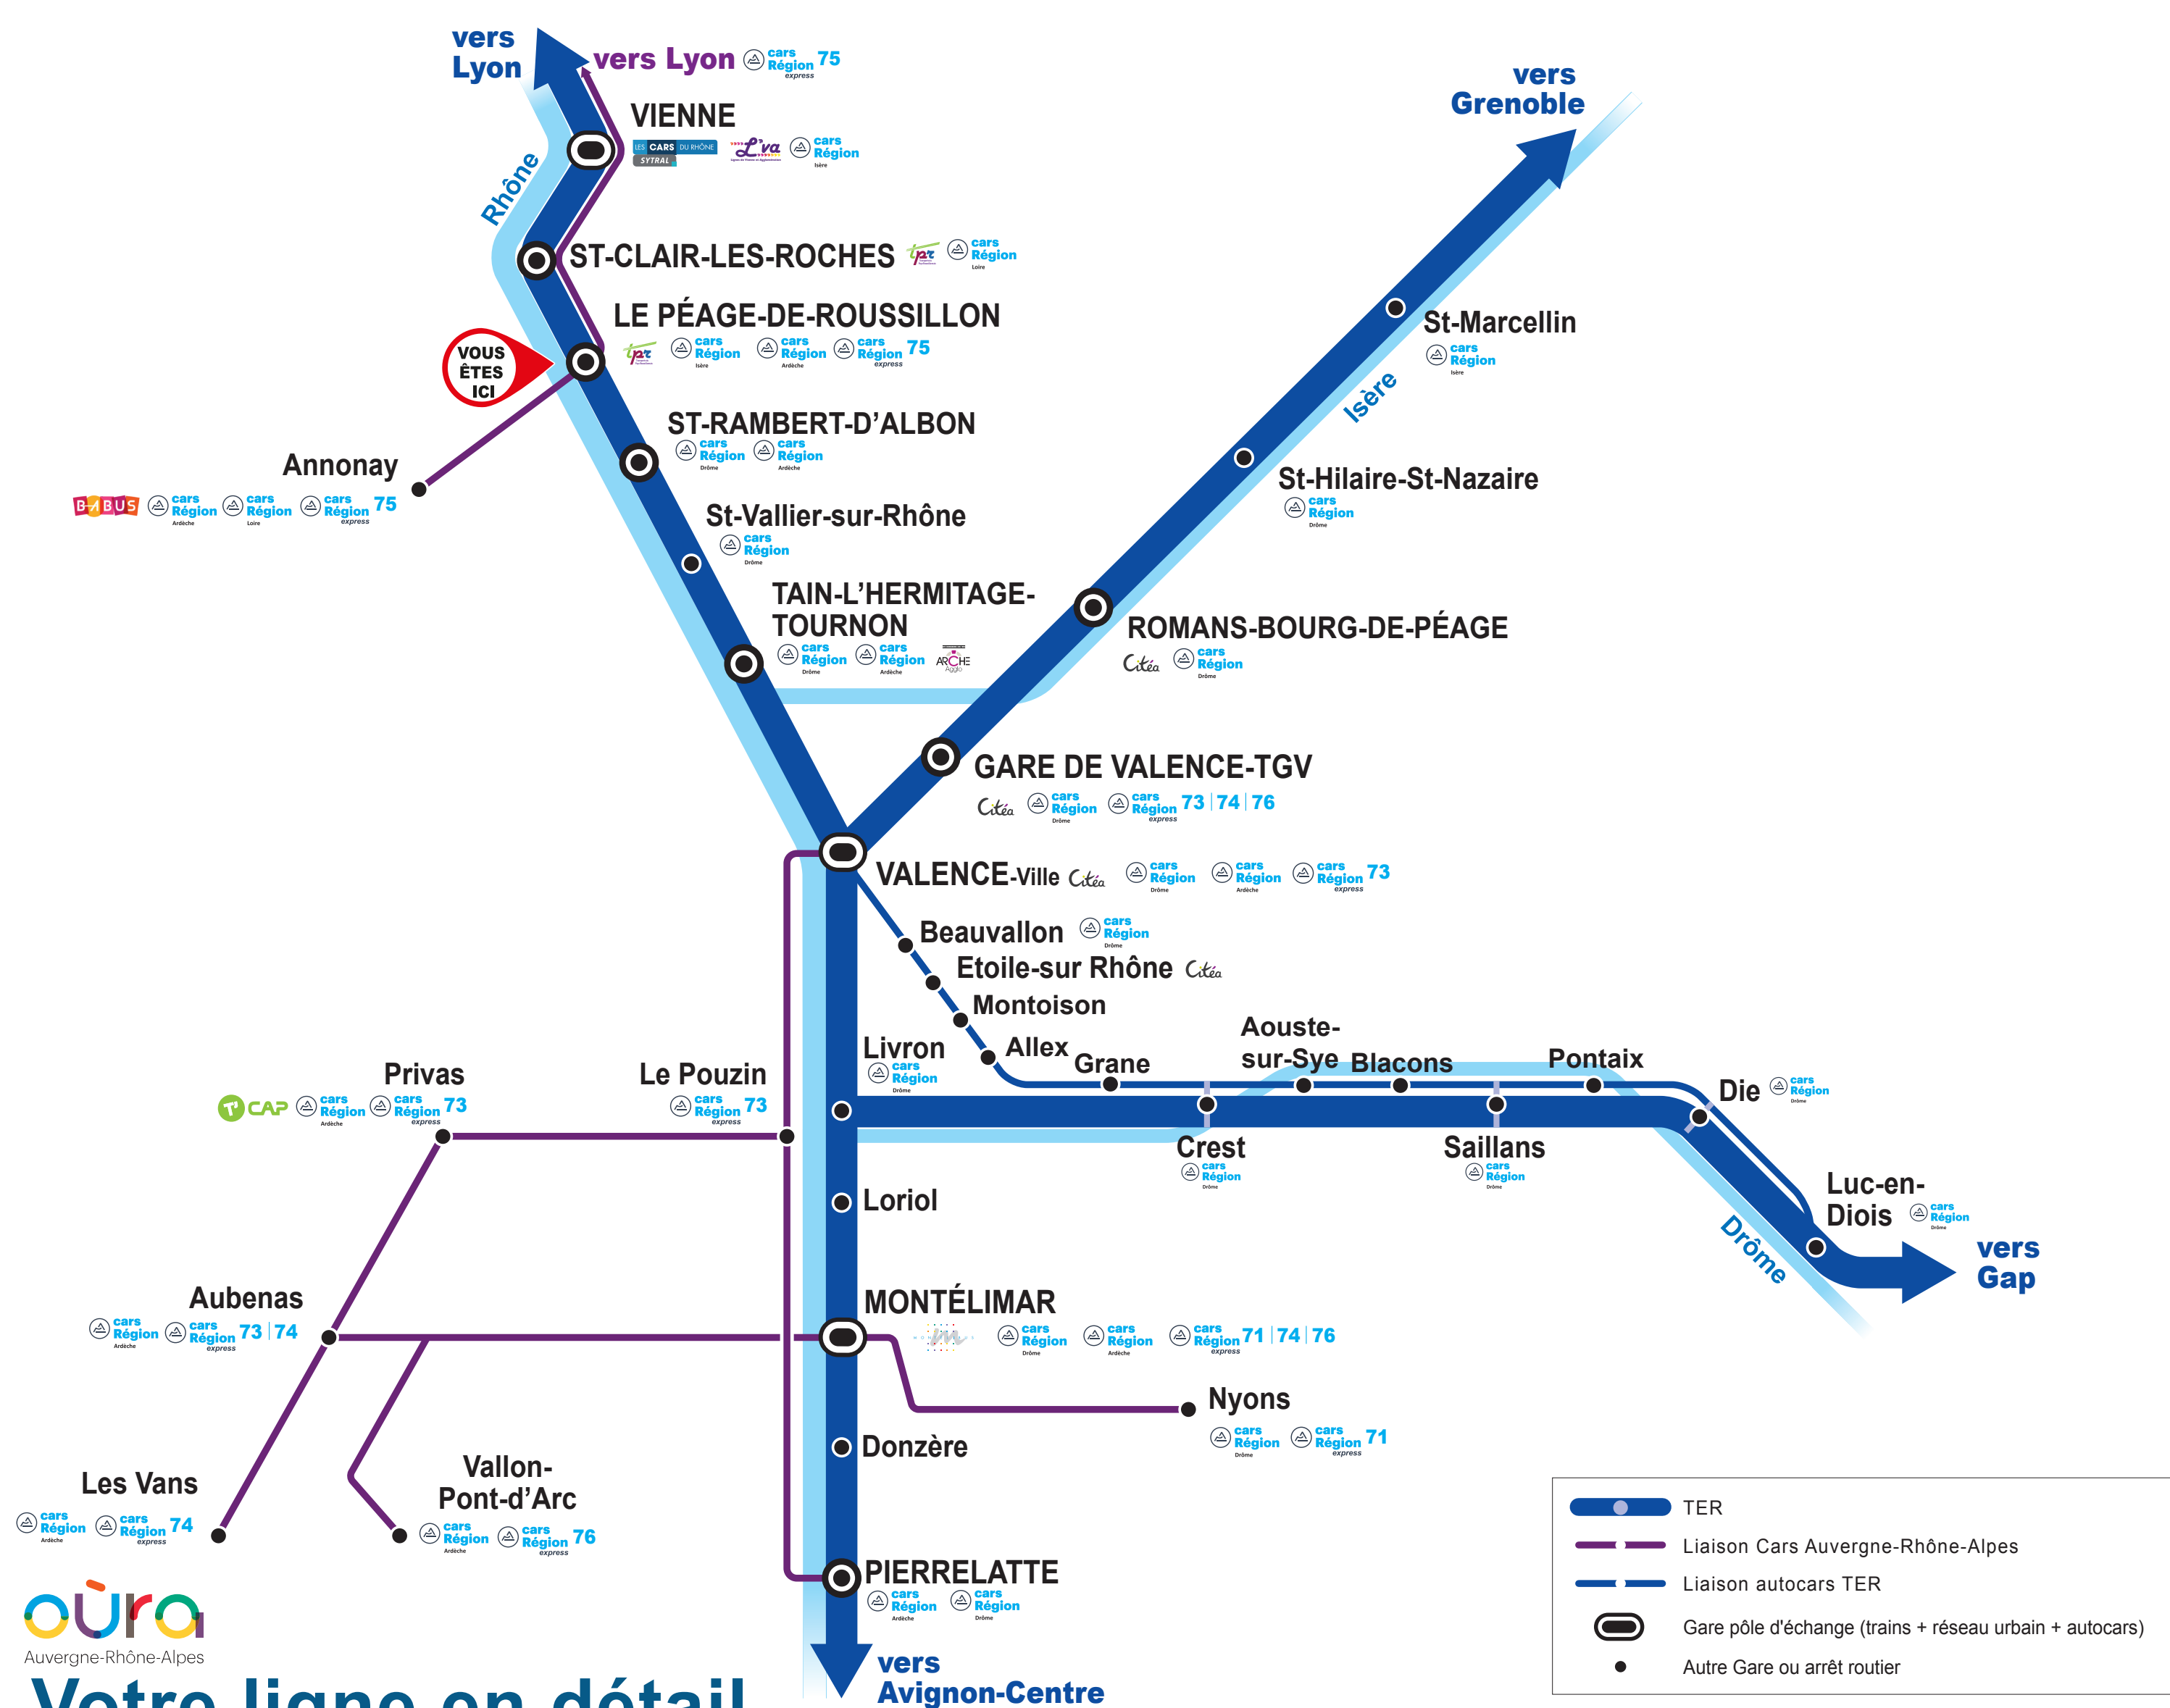 vers
Lyon
vers Lyon cars Région express 75
vers
Grenoble
VIENNE
LES CARS DU RHÔNE
SYTRAL
L'va
cars Région Isère
Rhône
ST-CLAIR-LES-ROCHES tpr cars Région Loire
LE PÉAGE-DE-ROUSSILLON
tpr cars Région Isère cars Région Ardèche cars Région express 75
VOUS
ÊTES
ICI
St-Marcellin
cars Région Isère
Isère
ST-RAMBERT-D'ALBON
cars Région Drôme cars Région Ardèche
Annonay
BABUS cars Région Ardèche cars Région Loire cars Région express 75
St-Hilaire-St-Nazaire
cars Région Drôme
St-Vallier-sur-Rhône
cars Région Drôme
TAIN-L'HERMITAGE-
TOURNON
cars Région Drôme cars Région Ardèche ARCHE Agglo
ROMANS-BOURG-DE-PÉAGE
Citéa cars Région Drôme
GARE DE VALENCE-TGV
Citéa cars Région Drôme cars Région express 73 | 74 | 76
VALENCE-Ville Citéa cars Région Drôme cars Région Ardèche cars Région express 73
Beauvallon cars Région Drôme
Etoile-sur Rhône Citéa
Montoison
Allex
Grane
Aouste-
sur-Sye
Blacons
Pontaix
Livron
cars Région Drôme
Die cars Région Drôme
Privas
T' CAP cars Région Ardèche cars Région express 73
Le Pouzin
cars Région express 73
Crest
cars Région Drôme
Saillans
cars Région Drôme
Luc-en-
Diois cars Région Drôme
Loriol
Drôme
vers
Gap
Aubenas
cars Région Ardèche cars Région express 73 | 74
MONTÉLIMAR
m cars Région Drôme cars Région Ardèche cars Région express 71 | 74 | 76
Nyons
cars Région Drôme cars Région express 71
Donzère
Les Vans
cars Région Ardèche cars Région express 74
Vallon-
Pont-d'Arc
cars Région Ardèche cars Région express 76
PIERRELATTE
cars Région Ardèche cars Région Drôme
vers
Avignon-Centre
TER
Liaison Cars Auvergne-Rhône-Alpes
Liaison autocars TER
Gare pôle d'échange (trains + réseau urbain + autocars)
Autre Gare ou arrêt routier
oùra
Auvergne-Rhône-Alpes
Votre ligne en détail